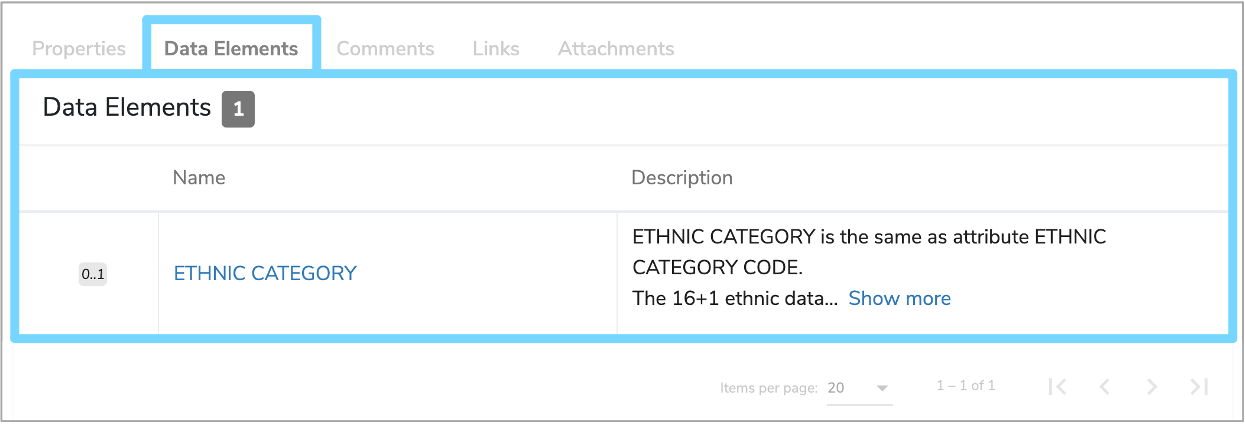 Properties Data Elements Comments Links Attachments
Data Elements 1
Name Description
0..1 ETHNIC CATEGORY ETHNIC CATEGORY is the same as attribute ETHNIC
CATEGORY CODE.
The 16+1 ethnic data... Show more
Items per page: 20 1 – 1 of 1